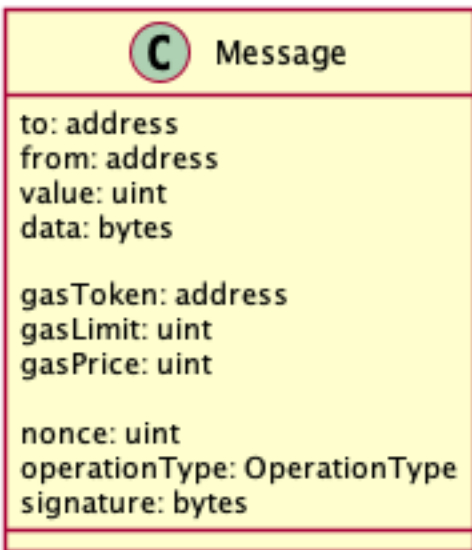 C Message
to: address
from: address
value: uint
data: bytes
gasToken: address
gasLimit: uint
gasPrice: uint
nonce: uint
operationType: OperationType
signature: bytes